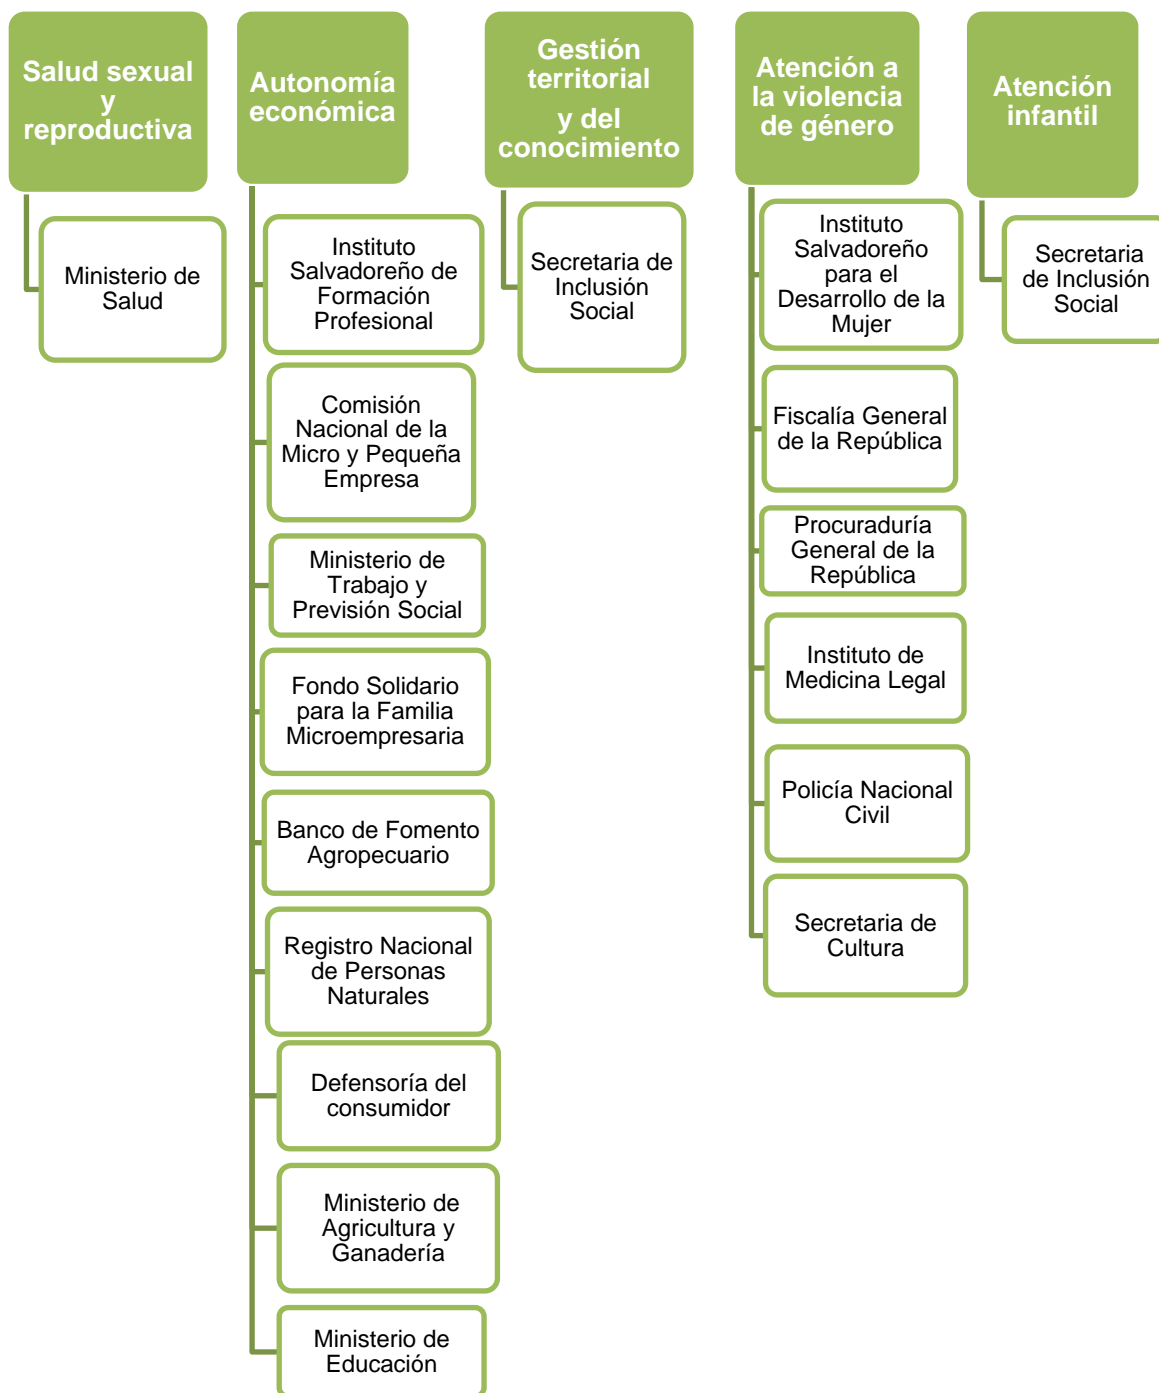 Salud sexual
y
reproductiva
Ministerio de
Salud
Autonomía
económica
Instituto
Salvadoreño de
Formación
Profesional
Comisión
Nacional de la
Micro y Pequeña
Empresa
Ministerio de
Trabajo y
Previsión Social
Fondo Solidario
para la Familia
Microempresaria
Banco de Fomento
Agropecuario
Registro Nacional
de Personas
Naturales
Defensoría del
consumidor
Ministerio de
Agricultura y
Ganadería
Ministerio de
Educación
Gestión
territorial
y del
conocimiento
Secretaria de
Inclusión
Social
Atención a
la violencia
de género
Instituto
Salvadoreño
para el
Desarrollo de la
Mujer
Fiscalía General
de la República
Procuraduría
General de la
República
Instituto de
Medicina Legal
Policía Nacional
Civil
Secretaria de
Cultura
Atención
infantil
Secretaria
de Inclusión
Social